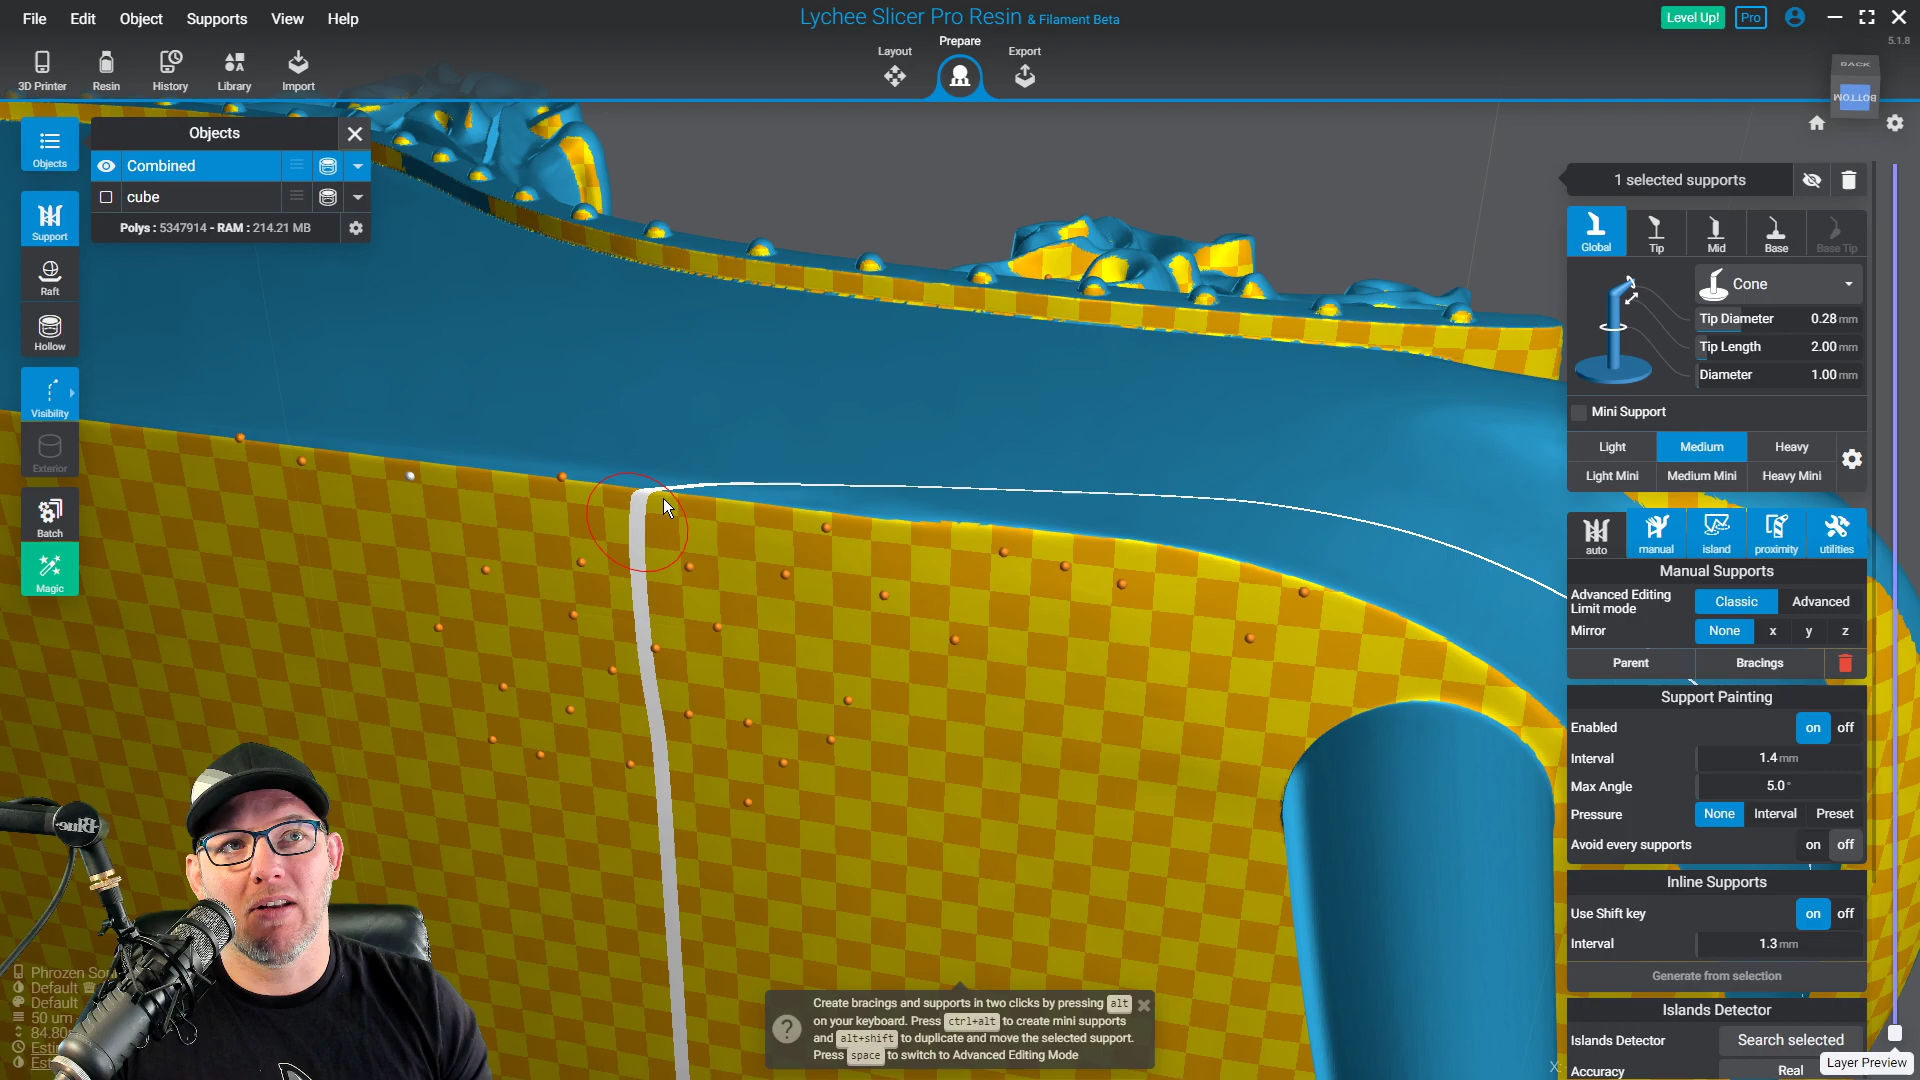 File Edit Object Supports View Help
Lychee Slicer Pro Resin & Filament Beta
Level Up! Pro
5.1.8
3D Printer Resin History Library Import
Layout Prepare Export
BACK
BOTTOM
Objects
Combined
cube
Polys : 5347914 - RAM : 214.21 MB
Objects
Support
Raft
Hollow
Visibility
Exterior
Batch
Magic
1 selected supports
Global Tip Mid Base Base Tip
Cone
Tip Diameter 0.28 mm
Tip Length 2.00 mm
Diameter 1.00 mm
Mini Support
Light Medium Heavy
Light Mini Medium Mini Heavy Mini
auto manual island proximity utilities
Manual Supports
Advanced Editing
Limit mode Classic Advanced
Mirror None x y z
Parent Bracings
Support Painting
Enabled on off
Interval 1.4 mm
Max Angle 5.0 °
Pressure None Interval Preset
Avoid every supports on off
Inline Supports
Use Shift key on off
Interval 1.3 mm
Generate from selection
Islands Detector
Islands Detector Search selected
Accuracy Real
Layer Preview
Create bracings and supports in two clicks by pressing alt
on your keyboard. Press ctrl+alt to create mini supports
and alt+shift to duplicate and move the selected support.
Press space to switch to Advanced Editing Mode
X
Blue
Phrozen
Default
Default
50 um
84.80